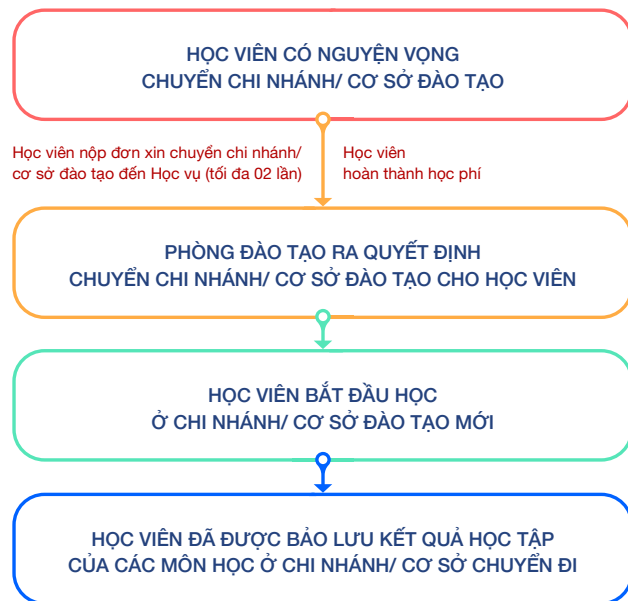 HỌC VIÊN CÓ NGUYỆN VỌNG
CHUYỂN CHI NHÁNH/ CƠ SỞ ĐÀO TẠO
Học viên nộp đơn xin chuyển chi nhánh/
cơ sở đào tạo đến Học vụ (tối đa 02 lần)
Học viên
hoàn thành học phí
PHÒNG ĐÀO TẠO RA QUYẾT ĐỊNH
CHUYỂN CHI NHÁNH/ CƠ SỞ ĐÀO TẠO CHO HỌC VIÊN
HỌC VIÊN BẮT ĐẦU HỌC
Ở CHI NHÁNH/ CƠ SỞ ĐÀO TẠO MỚI
HỌC VIÊN ĐÃ ĐƯỢC BẢO LƯU KẾT QUẢ HỌC TẬP
CỦA CÁC MÔN HỌC Ở CHI NHÁNH/ CƠ SỞ CHUYỂN ĐI